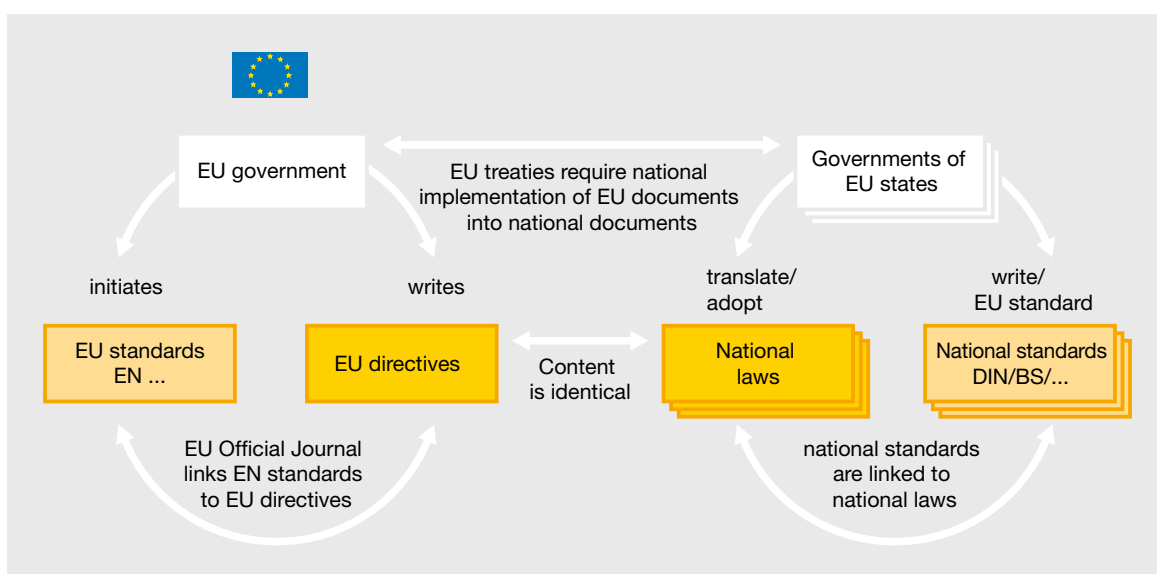 EU government
EU treaties require national
implementation of EU documents
into national documents
Governments of
EU states
initiates
writes
translate/
adopt
write/
EU standard
EU standards
EN ...
EU directives
Content
is identical
National
laws
National standards
DIN/BS/...
EU Official Journal
links EN standards
to EU directives
national standards
are linked to
national laws